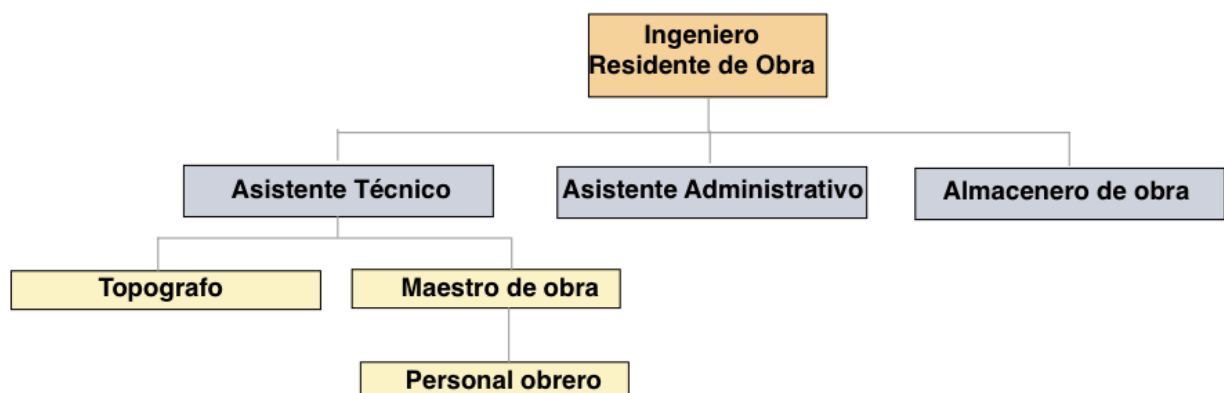 Ingeniero
Residente de Obra
Asistente Técnico
Asistente Administrativo
Almacenero de obra
Topografo
Maestro de obra
Personal obrero